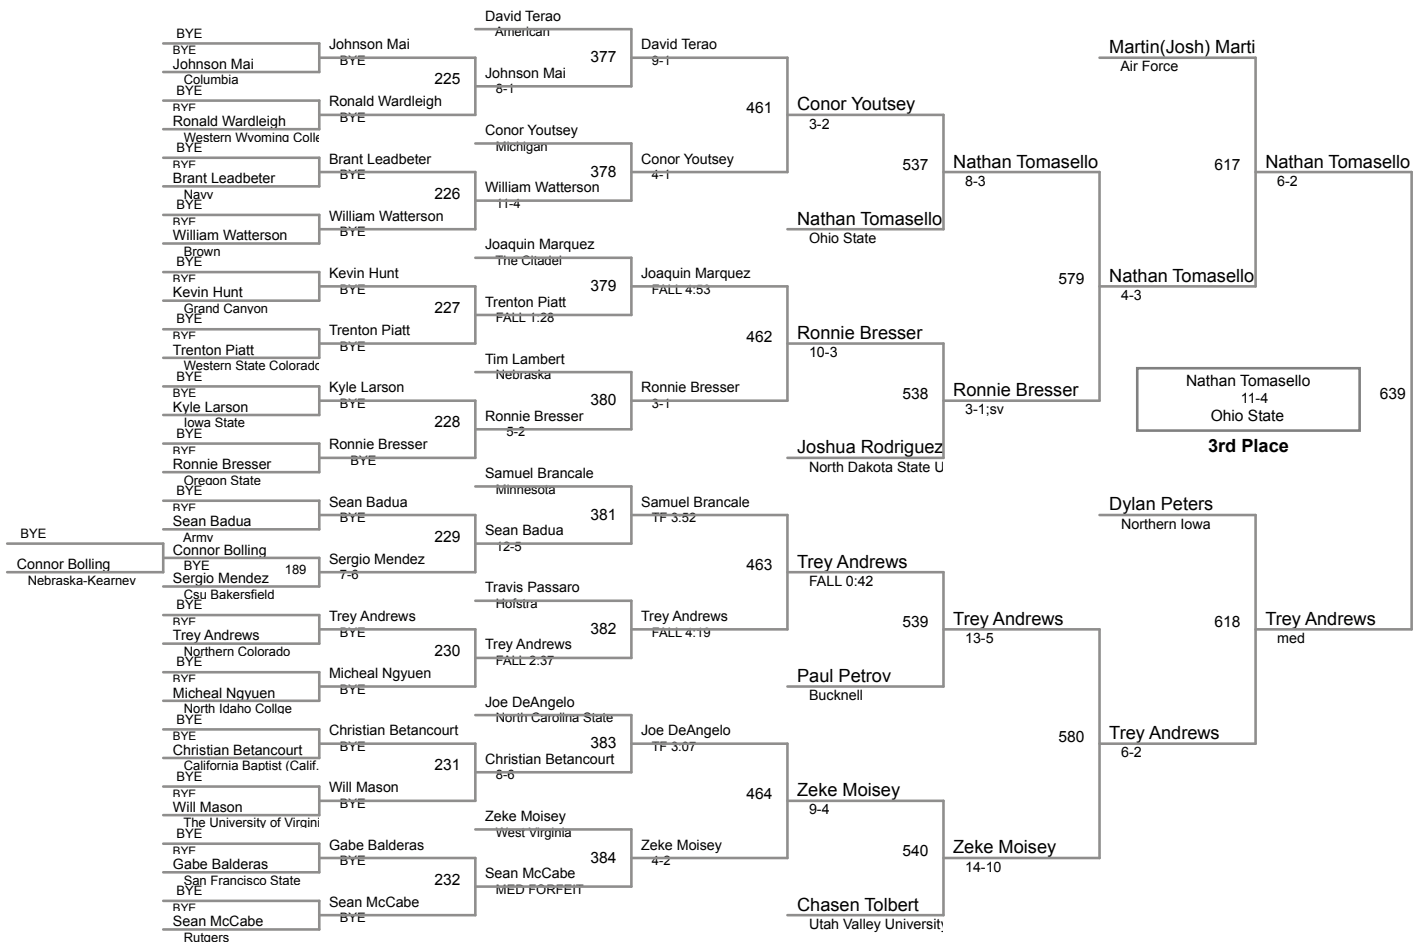 BYE
Connor Bolling
Nebraska-Kearney
BYE
BYE
Johnson Mai
Columbia
BYE
BYE
Ronald Wardleigh
Western Wyoming Colle
BYE
BYE
Brant Leadbeter
Navy
BYE
BYE
William Watterson
Brown
BYE
BYE
Kevin Hunt
Grand Canyon
BYE
BYE
Trenton Piatt
Western State Colorado
BYE
BYE
Kyle Larson
Iowa State
BYE
BYE
Ronnie Bresser
Oregon State
BYE
BYE
Sean Badua
Army
Connor Bolling
BYE
189
Sergio Mendez
Csu Bakersfield
BYE
BYE
Trey Andrews
Northern Colorado
BYE
BYE
Micheal Ngyuen
North Idaho Collge
BYE
BYE
Christian Betancourt
California Baptist (Calif.
BYE
BYE
Will Mason
The University of Virgini
BYE
BYE
Gabe Balderas
San Francisco State
BYE
BYE
Sean McCabe
Rutgers
Johnson Mai
BYE
225
Ronald Wardleigh
BYE
Brant Leadbeter
BYE
226
William Watterson
BYE
Kevin Hunt
BYE
227
Trenton Piatt
BYE
Kyle Larson
BYE
228
Ronnie Bresser
BYE
Sean Badua
BYE
229
Sergio Mendez
7-6
Trey Andrews
BYE
230
Micheal Ngyuen
BYE
Christian Betancourt
BYE
231
Will Mason
BYE
Gabe Balderas
BYE
232
Sean McCabe
BYE
David Terao
American
377
Johnson Mai
8-1
Conor Youtsey
Michigan
378
William Watterson
11-4
Joaquin Marquez
The Citadel
379
Trenton Piatt
FALL 1:28
Tim Lambert
Nebraska
380
Ronnie Bresser
5-2
Samuel Brancale
Minnesota
381
Sean Badua
12-5
Travis Passaro
Hofstra
382
Trey Andrews
FALL 2:37
Joe DeAngelo
North Carolina State
383
Christian Betancourt
8-6
Zeke Moisey
West Virginia
384
Sean McCabe
MED FORFEIT
David Terao
9-1
461
Conor Youtsey
4-1
Joaquin Marquez
FALL 4:53
462
Ronnie Bresser
3-1
Samuel Brancale
TF 3:52
463
Trey Andrews
FALL 4:19
Joe DeAngelo
TF 3:07
464
Zeke Moisey
4-2
Conor Youtsey
3-2
537
Nathan Tomasello
Ohio State
Ronnie Bresser
10-3
538
Joshua Rodriguez
North Dakota State U
Trey Andrews
FALL 0:42
539
Paul Petrov
Bucknell
Zeke Moisey
9-4
540
Chasen Tolbert
Utah Valley University
Nathan Tomasello
8-3
579
Ronnie Bresser
3-1;sv
Trey Andrews
13-5
580
Zeke Moisey
14-10
Martin(Josh) Marti
Air Force
617
Nathan Tomasello
4-3
Dylan Peters
Northern Iowa
618
Trey Andrews
6-2
Nathan Tomasello
6-2
639
Trey Andrews
med
Nathan Tomasello
11-4
Ohio State
3rd Place